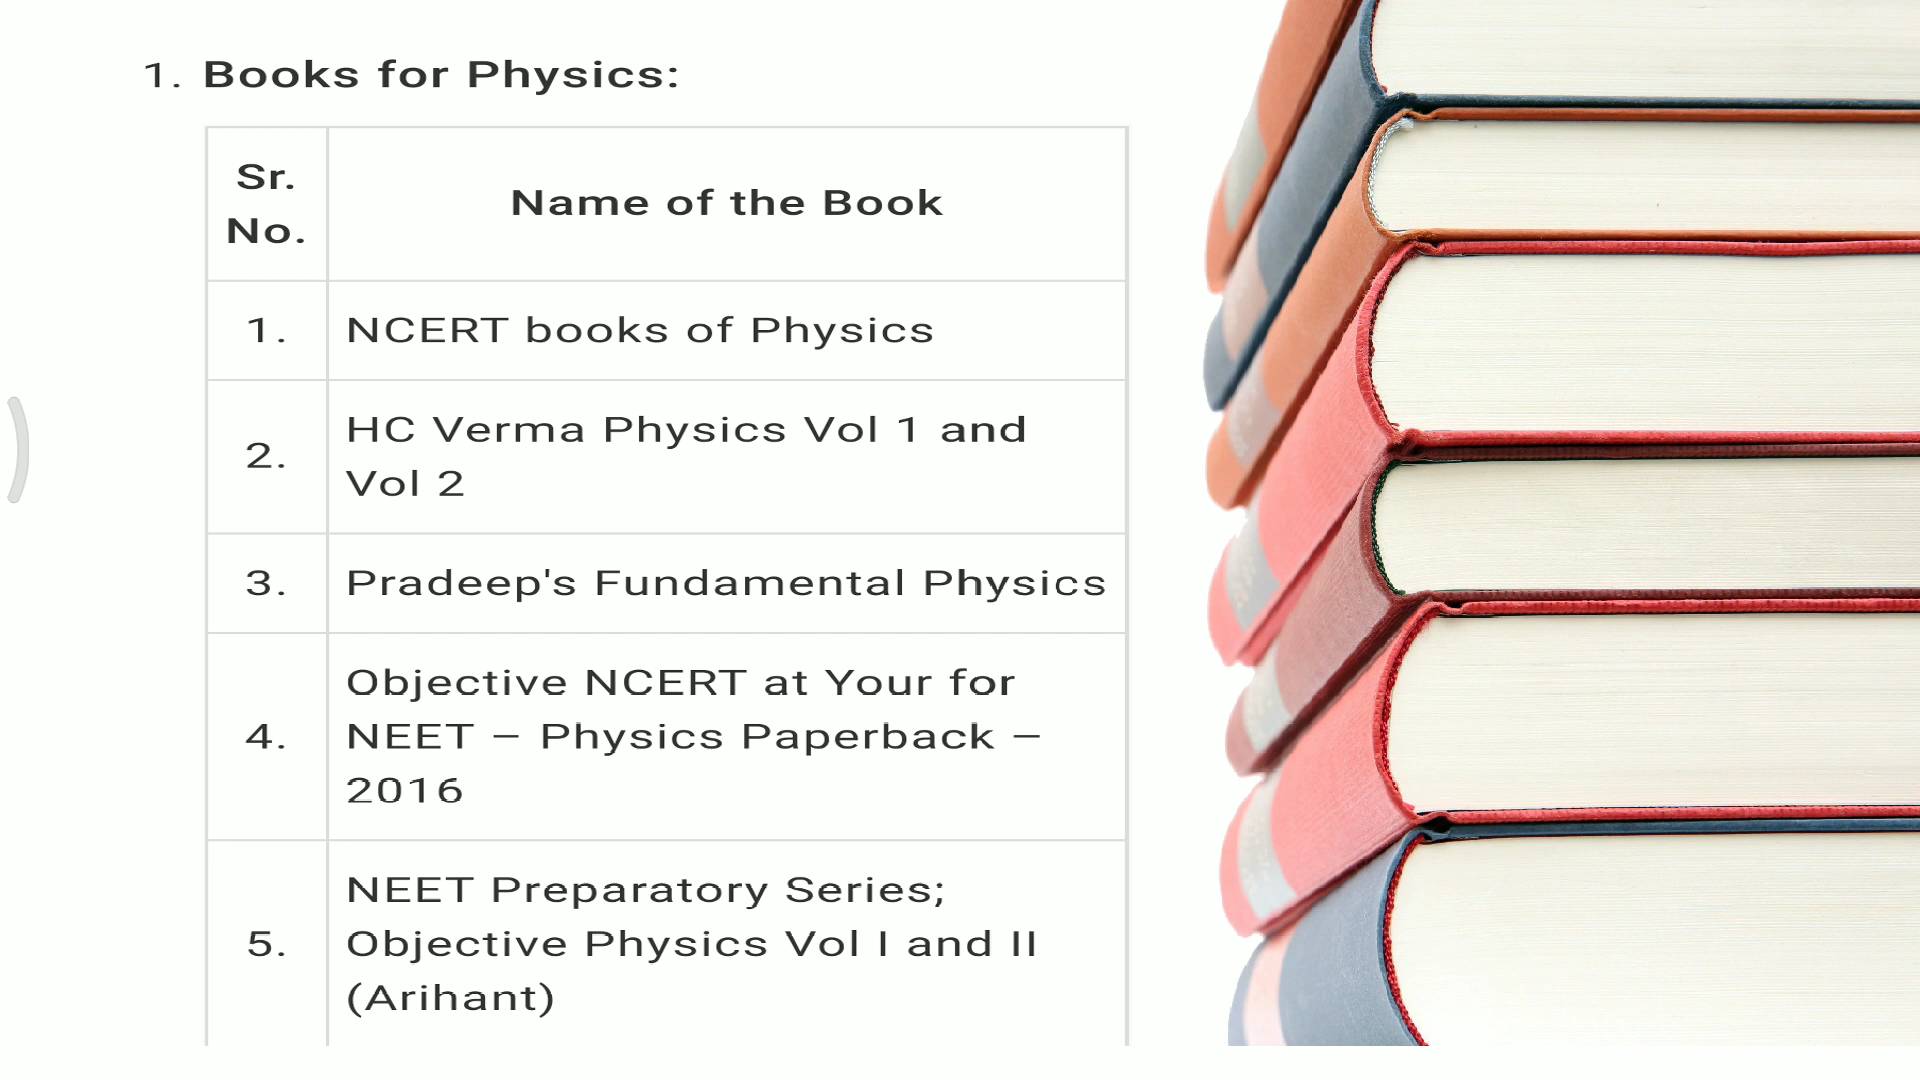 1. Books for Physics:
Sr.
No.
Name of the Book
1.
NCERT books of Physics
2.
HC Verma Physics Vol 1 and
Vol 2
3.
Pradeep's Fundamental Physics
4.
Objective NCERT at Your for
NEET – Physics Paperback –
2016
5.
NEET Preparatory Series;
Objective Physics Vol I and II
(Arihant)